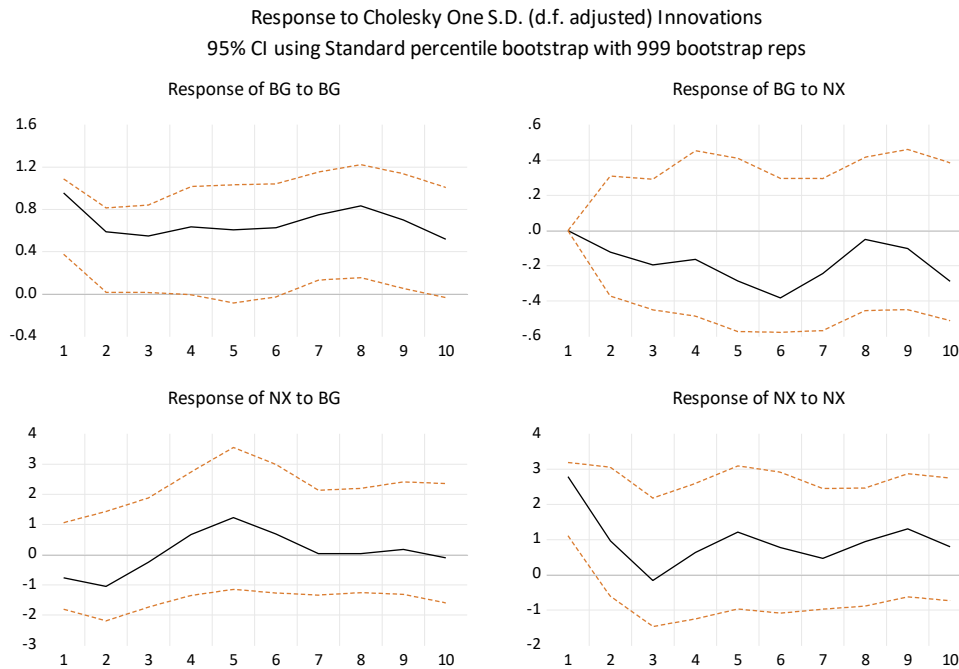 Response to Cholesky One S.D. (d.f. adjusted) Innovations
95% CI using Standard percentile bootstrap with 999 bootstrap reps
Response of BG to BG
1.6
1.2
0.8
0.4
0.0
-0.4
1 2 3 4 5 6 7 8 9 10
Response of BG to NX
.6
.4
.2
.0
-.2
-.4
-.6
1 2 3 4 5 6 7 8 9 10
Response of NX to BG
4
3
2
1
0
-1
-2
-3
1 2 3 4 5 6 7 8 9 10
Response of NX to NX
4
3
2
1
0
-1
-2
1 2 3 4 5 6 7 8 9 10